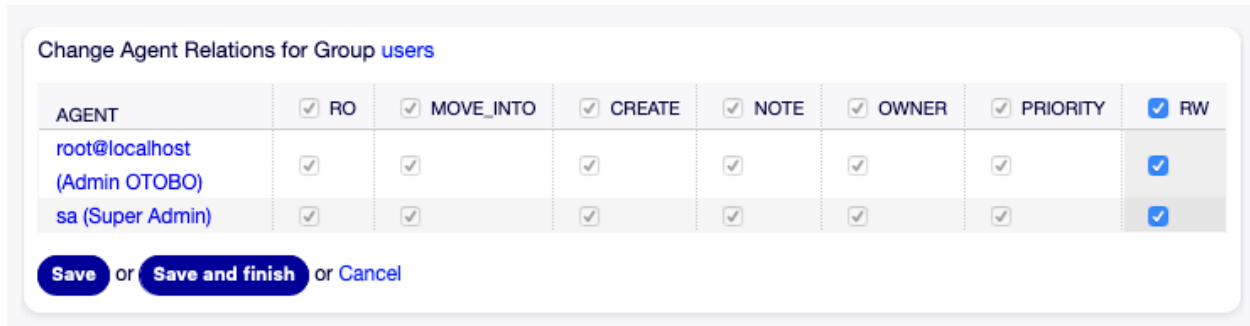 Change Agent Relations for Group users
AGENT RO MOVE_INTO CREATE NOTE OWNER PRIORITY RW
root@localhost
(Admin OTOBO)
sa (Super Admin)
Save or Save and finish or Cancel